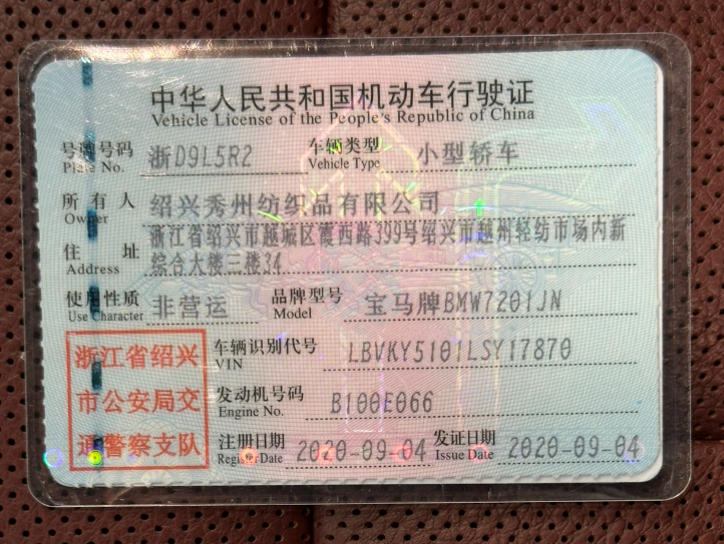 中华人民共和国机动车行驶证
Vehicle License of the People's Republic of China
号牌号码 浙D9L5R2 车辆类型 小型轿车
Plate No. Vehicle Type
所有人 绍兴秀州纺织品有限公司
Owner
住址 浙江省绍兴市越城区霞西路399号绍兴市越州轻纺市场内新
Address 综合大楼三楼34
使用性质 非营运 品牌型号 宝马牌BMW7201JN
Use Character Model
浙江省绍兴 车辆识别代号 LBVKY5101LSY17870
VIN
市公安局交 发动机号码 B100E066
Engine No.
通警察支队 注册日期 2020-09-04 发证日期 2020-09-04
Register Date Issue Date